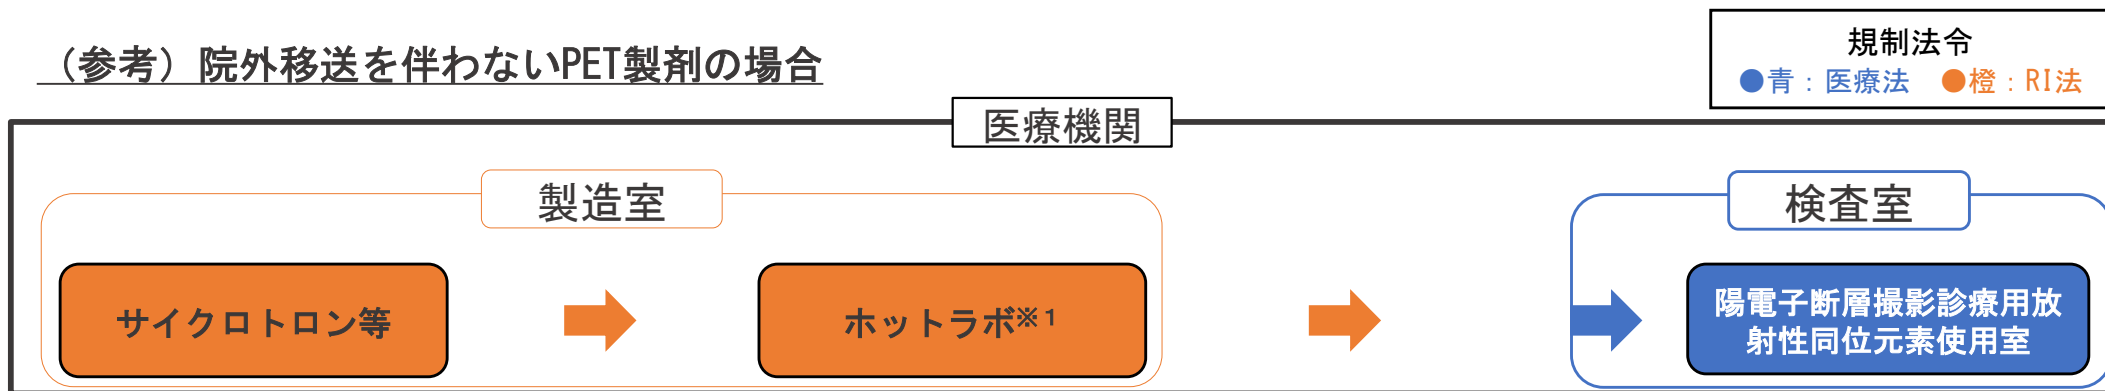 （参考）院外移送を伴わないPET製剤の場合
規制法令
●青：医療法　●橙：RI法
医療機関
製造室
検査室
サイクロトロン等
ホットラボ※1
陽電子断層撮影診療用放
射性同位元素使用室